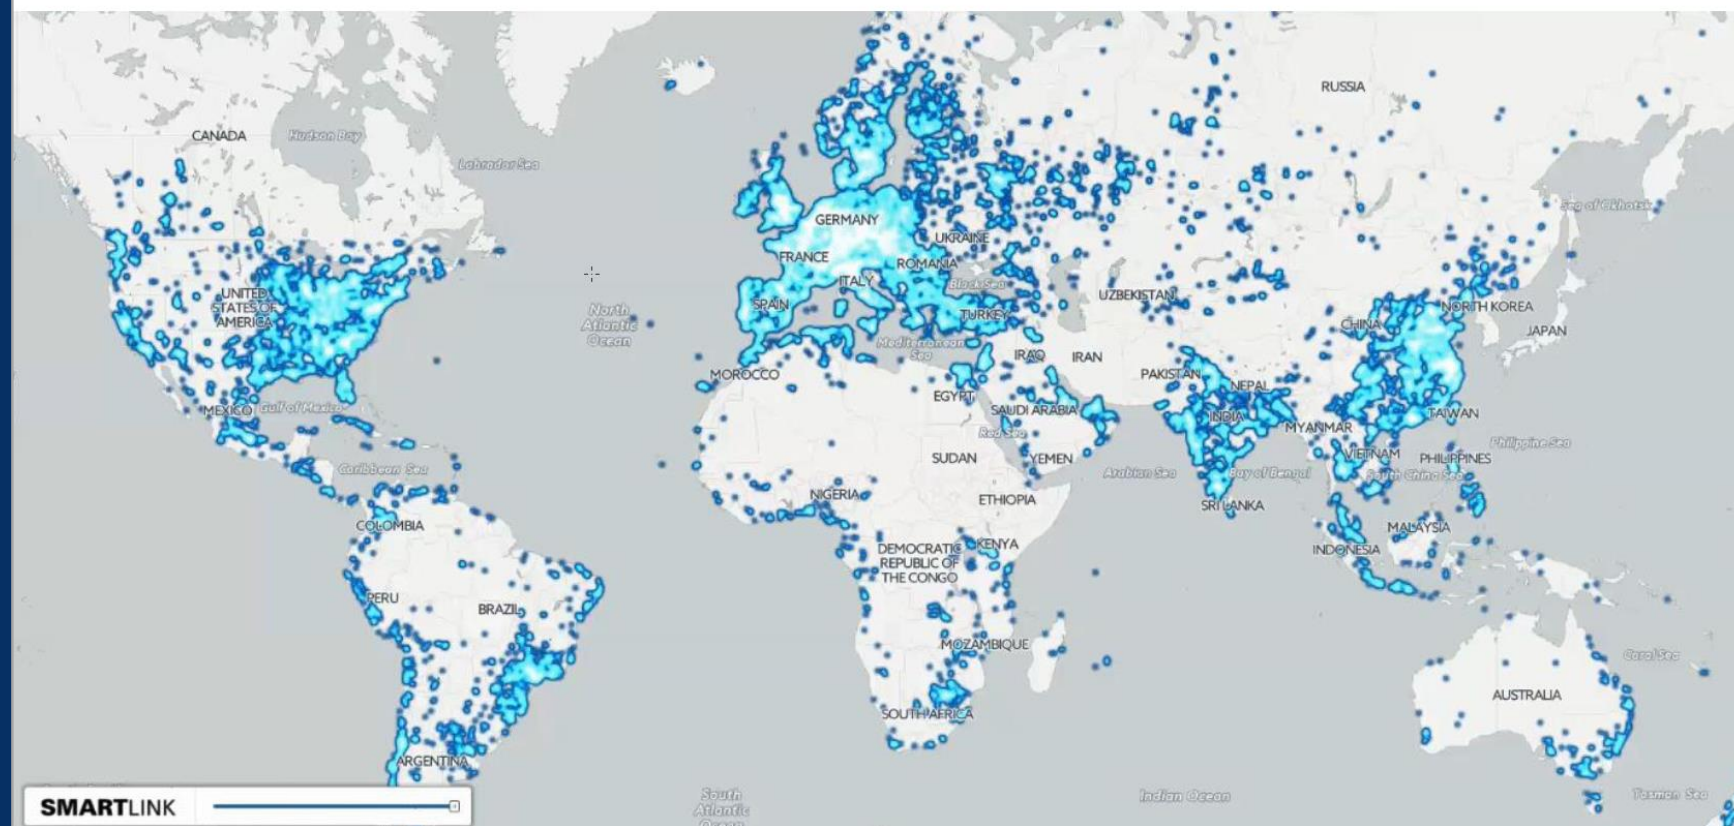 RUSSIA
CANADA
Hudson Bay
Labrador Sea
Sea of Okhotsk
GERMANY
UKRAINE
FRANCE
ROMANIA
ITALY
Black Sea
UNITED
STATES OF
AMERICA
SPAIN
TURKEY
UZBEKISTAN
NORTH KOREA
CHINA
JAPAN
North
Atlantic
Ocean
Mediterranean
Sea
IRAQ
IRAN
MOROCCO
PAKISTAN
NEPAL
EGYPT
MEXICO
Gulf of Mexico
SAUDI ARABIA
INDIA
TAIWAN
Red Sea
MYANMAR
Philippine Sea
SUDAN
YEMEN
VIETNAM
PHILIPPINES
Caribbean Sea
Arabian Sea
Bay of Bengal
South China Sea
NIGERIA
ETHIOPIA
SRI LANKA
COLOMBIA
MALAYSIA
KENYA
INDONESIA
DEMOCRATIC
REPUBLIC OF
THE CONGO
PERU
BRAZIL
MOZAMBIQUE
Coral Sea
AUSTRALIA
SOUTH AFRICA
ARGENTINA
South
Atlantic
Ocean
Indian Ocean
Tasman Sea
SMARTLINK